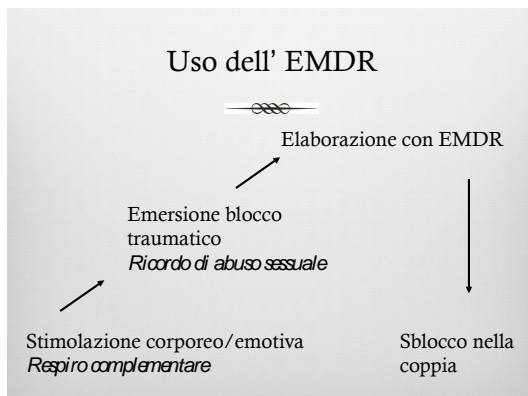 Uso dell’ EMDR
Elaborazione con EMDR
Emersione blocco
traumatico
Ricordo di abuso sessuale
Stimolazione corporeo/emotiva
Respiro complementare
Sblocco nella
coppia